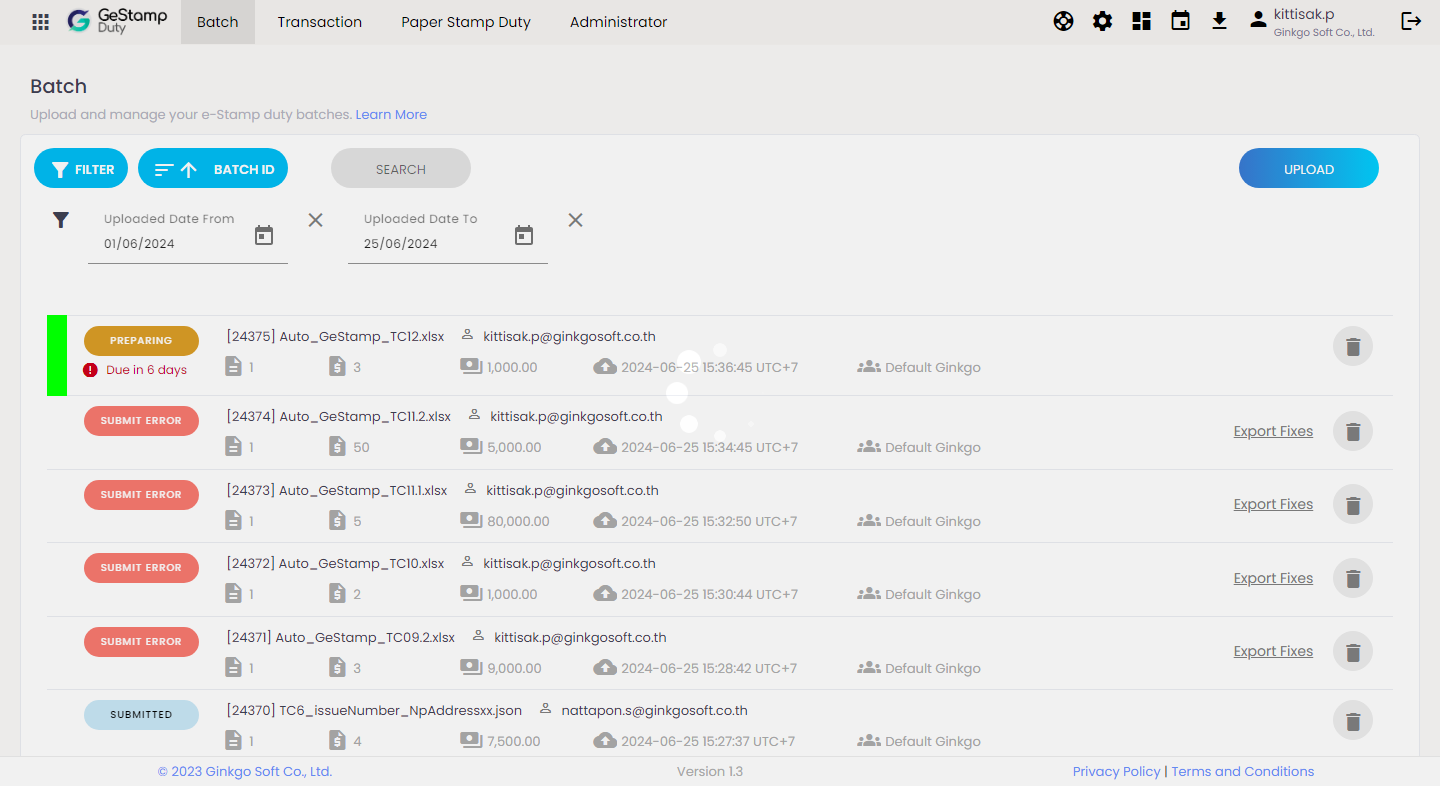 GeStamp
Duty
Batch
Transaction
Paper Stamp Duty
Administrator
kittisak.p
Ginkgo Soft Co., Ltd.
Batch
Upload and manage your e-Stamp duty batches. Learn More
FILTER
BATCH ID
SEARCH
UPLOAD
Uploaded Date From
01/06/2024
Uploaded Date To
25/06/2024
PREPARING
[24375] Auto_GeStamp_TC12.xlsx kittisak.p@ginkgosoft.co.th
Due in 6 days
1 3 1,000.00 2024-06-25 15:36:45 UTC+7 Default Ginkgo
SUBMIT ERROR
[24374] Auto_GeStamp_TC11.2.xlsx kittisak.p@ginkgosoft.co.th
1 50 5,000.00 2024-06-25 15:34:45 UTC+7 Default Ginkgo
Export Fixes
SUBMIT ERROR
[24373] Auto_GeStamp_TC11.1.xlsx kittisak.p@ginkgosoft.co.th
1 5 80,000.00 2024-06-25 15:32:50 UTC+7 Default Ginkgo
Export Fixes
SUBMIT ERROR
[24372] Auto_GeStamp_TC10.xlsx kittisak.p@ginkgosoft.co.th
1 2 1,000.00 2024-06-25 15:30:44 UTC+7 Default Ginkgo
Export Fixes
SUBMIT ERROR
[24371] Auto_GeStamp_TC09.2.xlsx kittisak.p@ginkgosoft.co.th
1 3 9,000.00 2024-06-25 15:28:42 UTC+7 Default Ginkgo
Export Fixes
SUBMITTED
[24370] TC6_issueNumber_NpAddressxx.json nattapon.s@ginkgosoft.co.th
1 4 7,500.00 2024-06-25 15:27:37 UTC+7 Default Ginkgo
© 2023 Ginkgo Soft Co., Ltd.
Version 1.3
Privacy Policy | Terms and Conditions